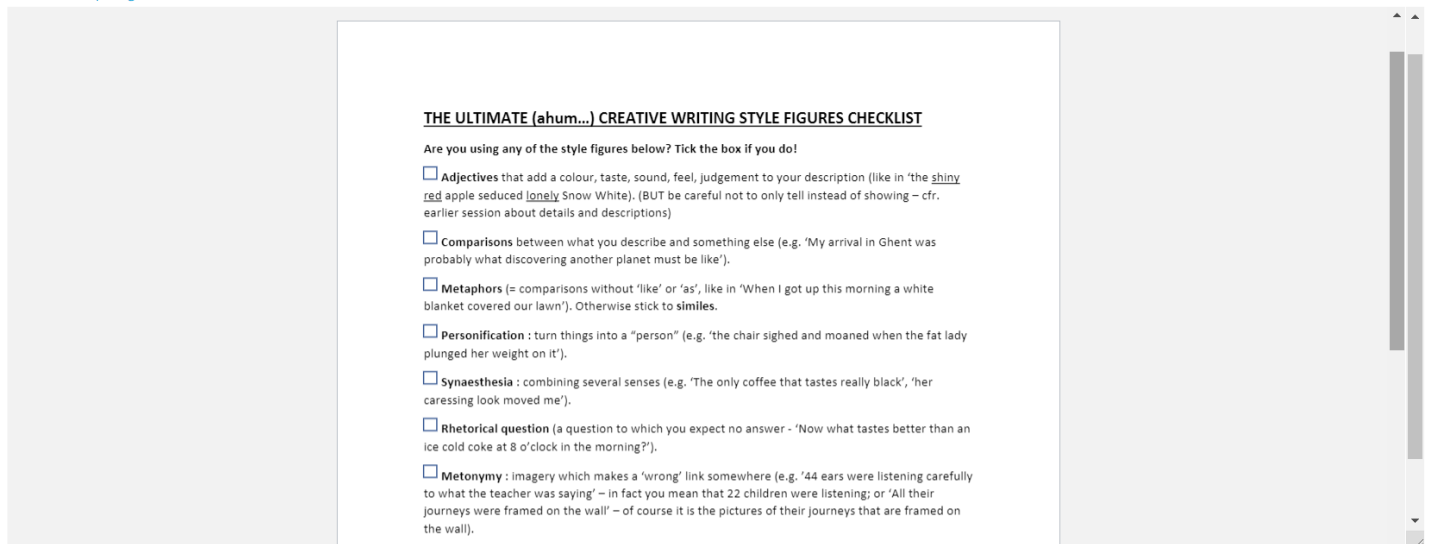 THE ULTIMATE (ahum...) CREATIVE WRITING STYLE FIGURES CHECKLIST
Are you using any of the style figures below? Tick the box if you do!
Adjectives that add a colour, taste, sound, feel, judgement to your description (like in ‘the shiny
red apple seduced lonely Snow White). (BUT be careful not to only tell instead of showing – cfr.
earlier session about details and descriptions)
Comparisons between what you describe and something else (e.g. ‘My arrival in Ghent was
probably what discovering another planet must be like’).
Metaphors (= comparisons without ‘like’ or ‘as’, like in ‘When I got up this morning a white
blanket covered our lawn’). Otherwise stick to similes.
Personification : turn things into a “person” (e.g. ‘the chair sighed and moaned when the fat lady
plunged her weight on it’).
Synaesthesia : combining several senses (e.g. ‘The only coffee that tastes really black’, ‘her
caressing look moved me’).
Rhetorical question (a question to which you expect no answer - ‘Now what tastes better than an
ice cold coke at 8 o’clock in the morning?’).
Metonymy : imagery which makes a ‘wrong’ link somewhere (e.g. ‘44 ears were listening carefully
to what the teacher was saying’ – in fact you mean that 22 children were listening; or ‘All their
journeys were framed on the wall’ – of course it is the pictures of their journeys that are framed on
the wall).